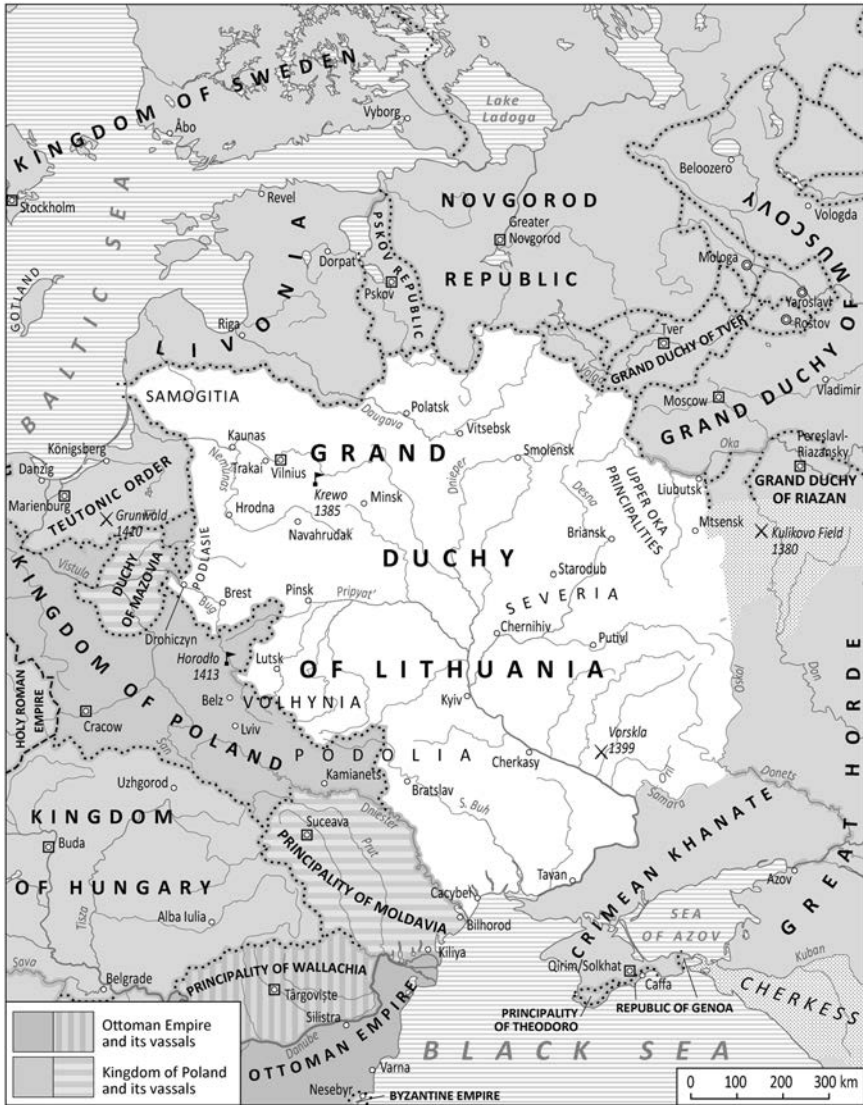 KINGDOM OF SWEDEN
Lake
Ladoga
Vyborg
Åbo
Beloozero
Stockholm
BALTIC SEA
Revel
NOVGOROD
Greater
Novgorod
REPUBLIC
Vologda
GRAND DUCHY OF MUSCOVY
Mologa
Yaroslavl
Rostov
GOTLAND
LIVONIA
Dorpat
PSKOV REPUBLIC
Pskov
Riga
Tver
GRAND DUCHY OF TVER
Volga
Vladimir
Moscow
Oka
SAMOGITIA
Polatsk
Daugava
Vitsebsk
Pereslavl-
Riazansky
GRAND DUCHY
OF RIAZAN
Königsberg
Danzig
Kaunas
Trakai
Vilnius
Nemunas
GRAND
DUCHY
OF LITHUANIA
Krewo
1385
Minsk
Dnieper
Smolensk
Desna
UPPER OKA
PRINCIPALITIES
Liubutsk
Mtsensk
Kulikovo Field
1380
Marienburg
TEUTONIC ORDER
Grunwald
1410
Hrodna
Navahrudak
Briansk
Starodub
SEVERIA
Vistula
DUCHY
OF MAZOVIA
PODLASIE
Brest
Bug
Pinsk
Pripyat'
Drohiczyn
Chernihiv
Putivl
Horodło
1413
Lutsk
VOLHYNIA
Belz
Lviv
Kyiv
Oskol
Don
KINGDOM OF POLAND
HOLY ROMAN
EMPIRE
Cracow
San
Vorskla
1399
PODOLIA
Cherkasy
Kamianets
Bratslav
S. Buh
Oril
Samara
Donets
GREAT HORDE
Uzhgorod
KINGDOM
OF HUNGARY
Buda
Suceava
Dniester
Prut
PRINCIPALITY OF MOLDAVIA
Tisza
Alba Iulia
Cacybei
Bilhorod
Tavan
CRIMEAN KHANATE
Azov
SEA
OF AZOV
Kiliya
Kuban
Sava
Belgrade
PRINCIPALITY OF WALLACHIA
Târgoviște
Silistra
Danube
OTTOMAN EMPIRE
Qirim/Solkhat
Caffa
PRINCIPALITY
OF THEODORO
REPUBLIC OF GENOA
CHERKESS
BLACK SEA
Varna
Nesebyr
BYZANTINE EMPIRE
Ottoman Empire
and its vassals
Kingdom of Poland
and its vassals
0 150 300 km